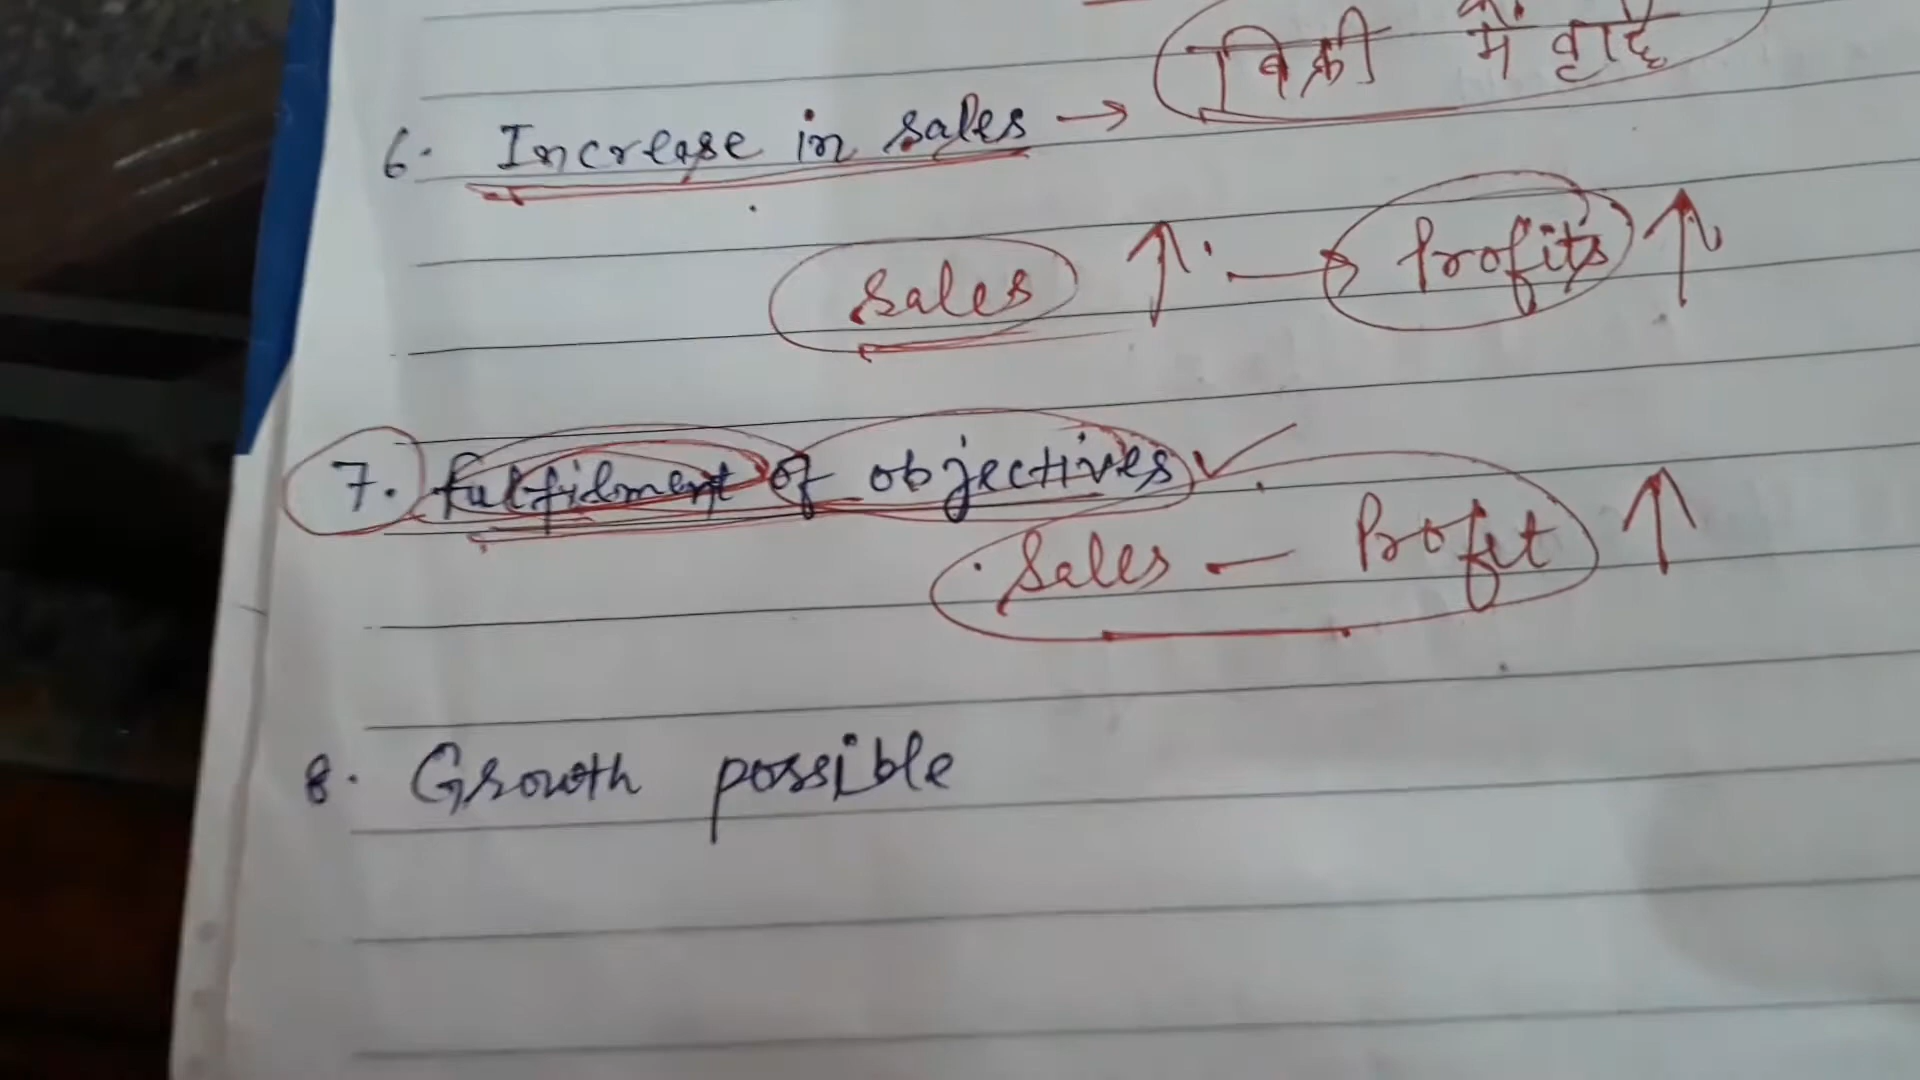 बिक्री में वृद्धि
6. Increase in sales →
Sales ↑ → Profits ↑
7. fulfilment of objectives ✓
Sales — Profit ↑
8. Growth possible